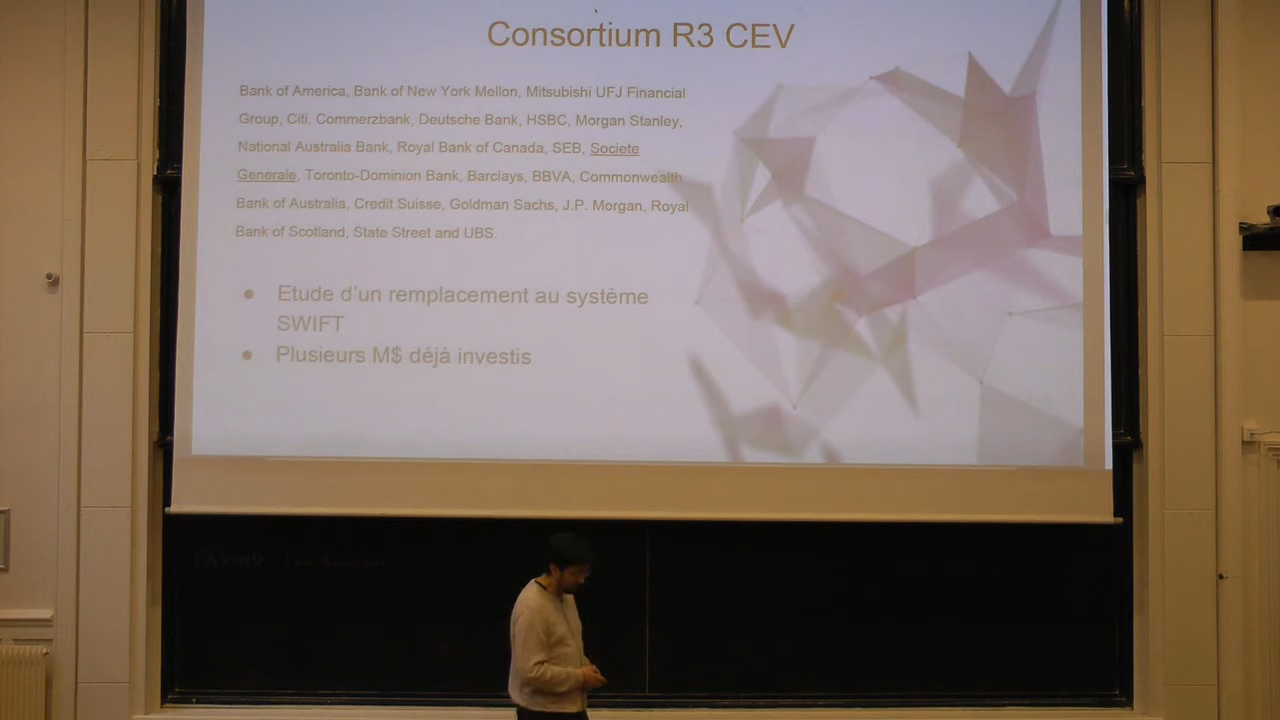 Consortium R3 CEV
Bank of America, Bank of New York Mellon, Mitsubishi UFJ Financial
Group, Citi, Commerzbank, Deutsche Bank, HSBC, Morgan Stanley,
National Australia Bank, Royal Bank of Canada, SEB, Societe
Generale, Toronto-Dominion Bank, Barclays, BBVA, Commonwealth
Bank of Australia, Credit Suisse, Goldman Sachs, J.P. Morgan, Royal
Bank of Scotland, State Street and UBS.
● Etude d'un remplacement au système
SWIFT
● Plusieurs M$ déjà investis